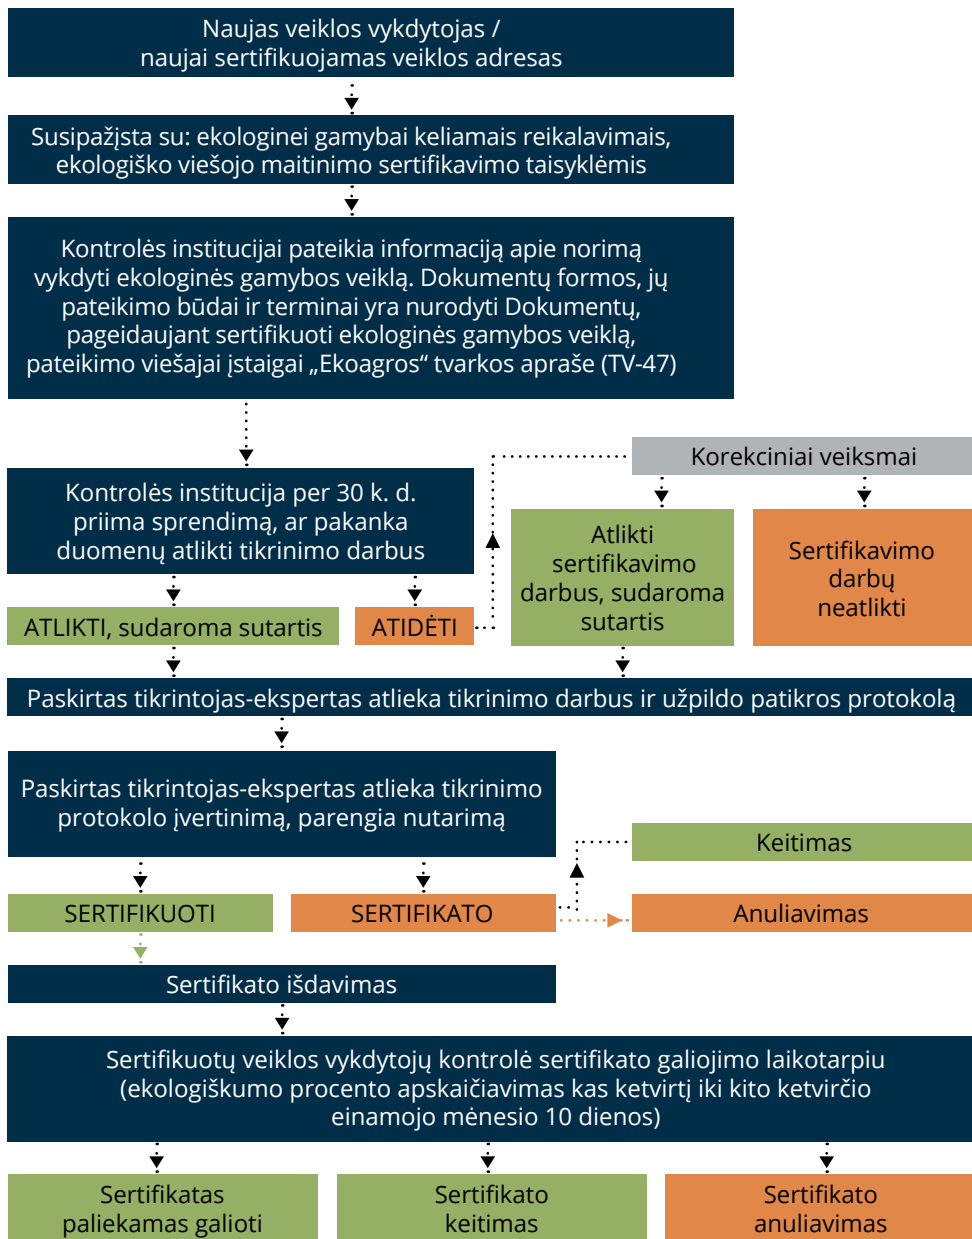 Naujas veiklos vykdytojas /
naujai sertifikuojamas veiklos adresas
Susipažįsta su: ekologinei gamybai keliamais reikalavimais,
ekologiško viešojo maitinimo sertifikavimo taisyklėmis
Kontrolės institucijai pateikia informaciją apie norimą
vykdyti ekologinės gamybos veiklą. Dokumentų formos, jų
pateikimo būdai ir terminai yra nurodyti Dokumentų,
pageidaujant sertifikuoti ekologinės gamybos veiklą,
pateikimo viešajai įstaigai „Ekoagros“ tvarkos apraše (TV-47)
Kontrolės institucija per 30 k. d.
priima sprendimą, ar pakanka
duomenų atlikti tikrinimo darbus
Korekciniai veiksmai
Atlikti
sertifikavimo
darbus, sudaroma
sutartis
Sertifikavimo
darbų
neatlikti
ATLIKTI, sudaroma sutartis
ATIDĖTI
Paskirtas tikrintojas-ekspertas atlieka tikrinimo darbus ir užpildo patikros protokolą
Paskirtas tikrintojas-ekspertas atlieka tikrinimo
protokolo įvertinimą, parengia nutarimą
Keitimas
SERTIFIKUOTI
SERTIFIKATO
Anuliavimas
Sertifikato išdavimas
Sertifikuotų veiklos vykdytojų kontrolė sertifikato galiojimo laikotarpiu
(ekologiškumo procento apskaičiavimas kas ketvirtį iki kito ketvirčio
einamojo mėnesio 10 dienos)
Sertifikatas
paliekamas galioti
Sertifikato
keitimas
Sertifikato
anuliavimas